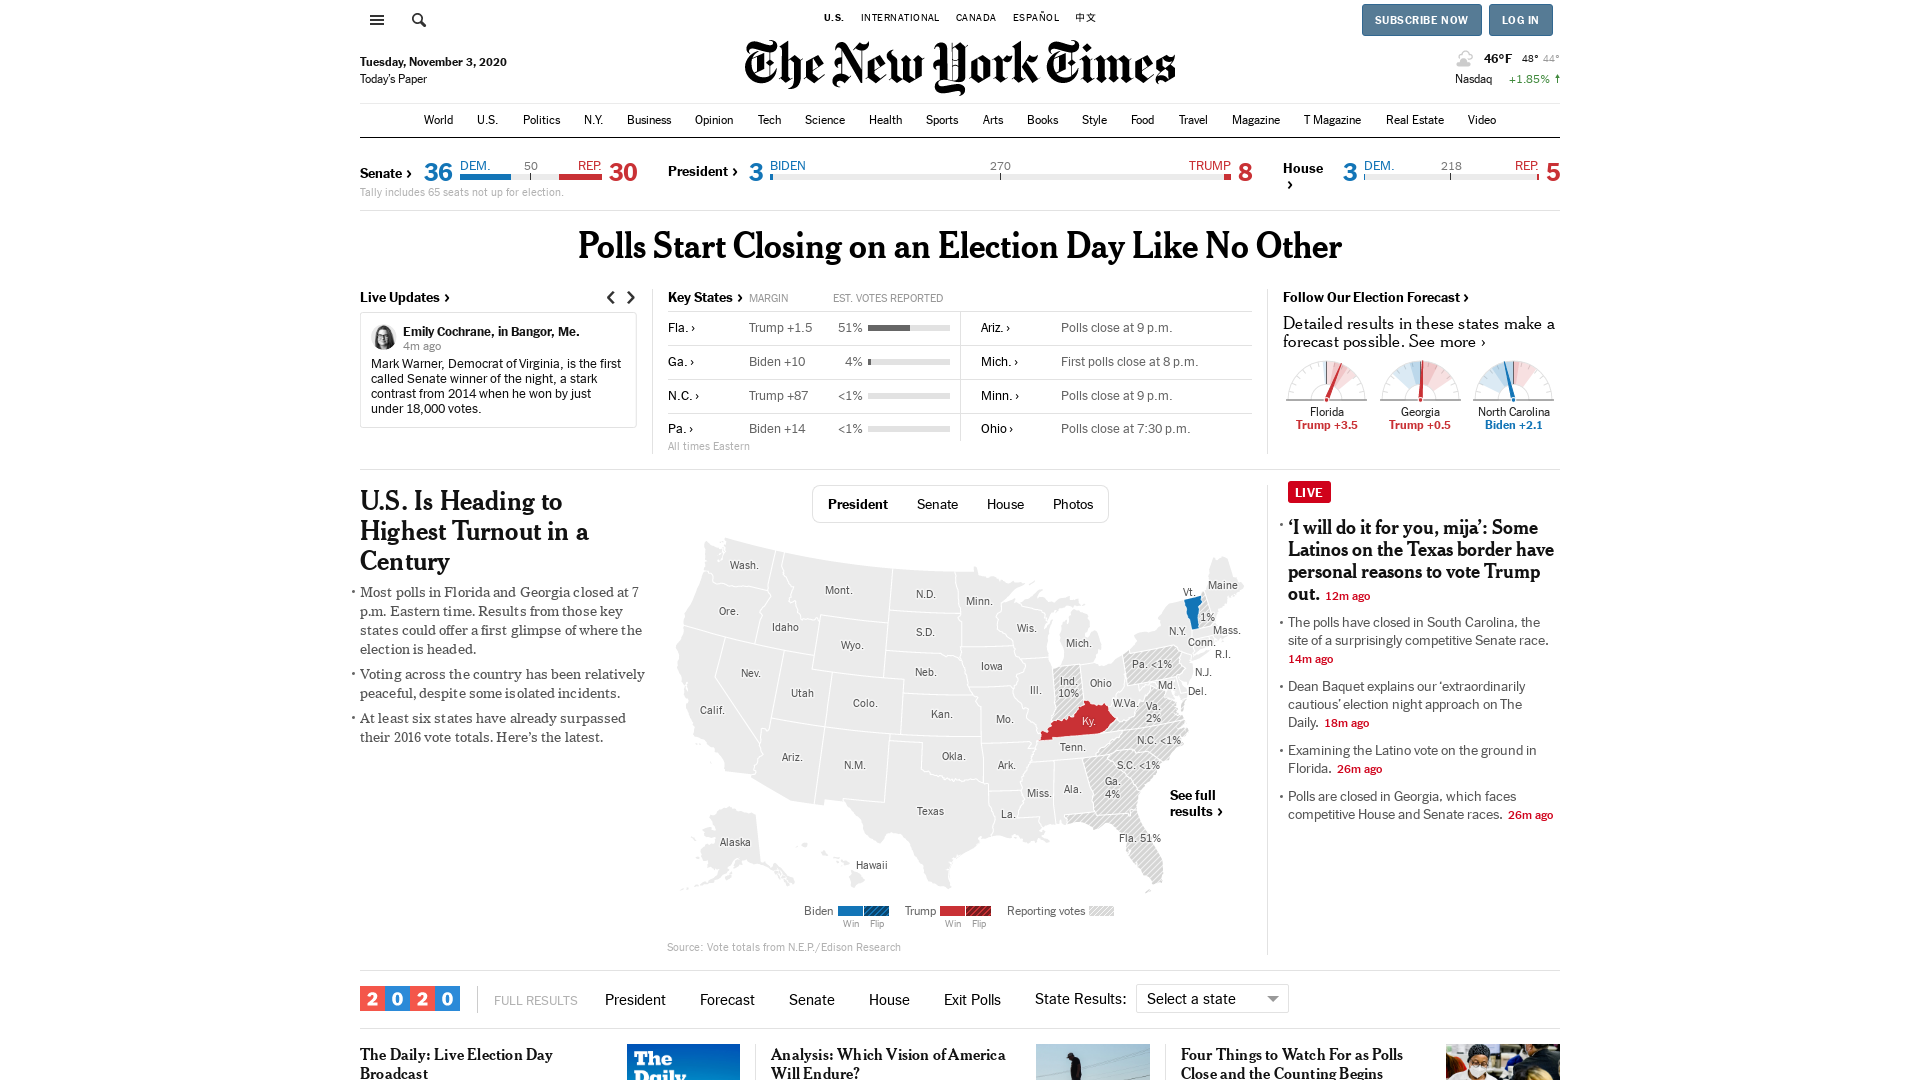 U.S. INTERNATIONAL CANADA ESPAÑOL 中文
SUBSCRIBE NOW LOG IN
Tuesday, November 3, 2020
Today's Paper
The New York Times
46°F 48° 44°
Nasdaq +1.85% ↑
World U.S. Politics N.Y. Business Opinion Tech Science Health Sports Arts Books Style Food Travel Magazine T Magazine Real Estate Video
Senate › 36 DEM. 50 REP. 30
Tally includes 65 seats not up for election.
President › 3 BIDEN 270 TRUMP 8
House › 3 DEM. 218 REP. 5
Polls Start Closing on an Election Day Like No Other
Live Updates ›
Emily Cochrane, in Bangor, Me.
4m ago
Mark Warner, Democrat of Virginia, is the first
called Senate winner of the night, a stark
contrast from 2014 when he won by just
under 18,000 votes.
Key States › MARGIN EST. VOTES REPORTED
Fla. › Trump +1.5 51%
Ga. › Biden +10 4%
N.C. › Trump +87 <1%
Pa. › Biden +14 <1%
Ariz. › Polls close at 9 p.m.
Mich. › First polls close at 8 p.m.
Minn. › Polls close at 9 p.m.
Ohio › Polls close at 7:30 p.m.
All times Eastern
Follow Our Election Forecast ›
Detailed results in these states make a
forecast possible. See more ›
Florida
Trump +3.5
Georgia
Trump +0.5
North Carolina
Biden +2.1
U.S. Is Heading to
Highest Turnout in a
Century
• Most polls in Florida and Georgia closed at 7
p.m. Eastern time. Results from those key
states could offer a first glimpse of where the
election is headed.
• Voting across the country has been relatively
peaceful, despite some isolated incidents.
• At least six states have already surpassed
their 2016 vote totals. Here's the latest.
President Senate House Photos
Wash.
Ore.
Idaho
Mont.
N.D.
Minn.
S.D.
Wyo.
Wis.
Mich.
Vt.
Maine
1%
N.Y.
Mass.
Conn.
R.I.
Nev.
Utah
Colo.
Neb.
Iowa
Ill.
Ind.
10%
Ohio
Pa. <1%
N.J.
Md.
Del.
Calif.
Kan.
Mo.
Ky.
W.Va.
Va.
2%
Ariz.
N.M.
Okla.
Ark.
Tenn.
N.C. <1%
S.C. <1%
Texas
La.
Miss.
Ala.
Ga.
4%
Fla. 51%
Alaska
Hawaii
See full
results ›
Biden Win Flip
Trump Win Flip
Reporting votes
Source: Vote totals from N.E.P./Edison Research
LIVE
• ‘I will do it for you, mija’: Some
Latinos on the Texas border have
personal reasons to vote Trump
out. 12m ago
• The polls have closed in South Carolina, the
site of a surprisingly competitive Senate race.
14m ago
• Dean Baquet explains our ‘extraordinarily
cautious’ election night approach on The
Daily. 18m ago
• Examining the Latino vote on the ground in
Florida. 26m ago
• Polls are closed in Georgia, which faces
competitive House and Senate races. 26m ago
2020 FULL RESULTS President Forecast Senate House Exit Polls State Results: Select a state
The Daily: Live Election Day
Broadcast
The
Daily
Analysis: Which Vision of America
Will Endure?
Four Things to Watch For as Polls
Close and the Counting Begins